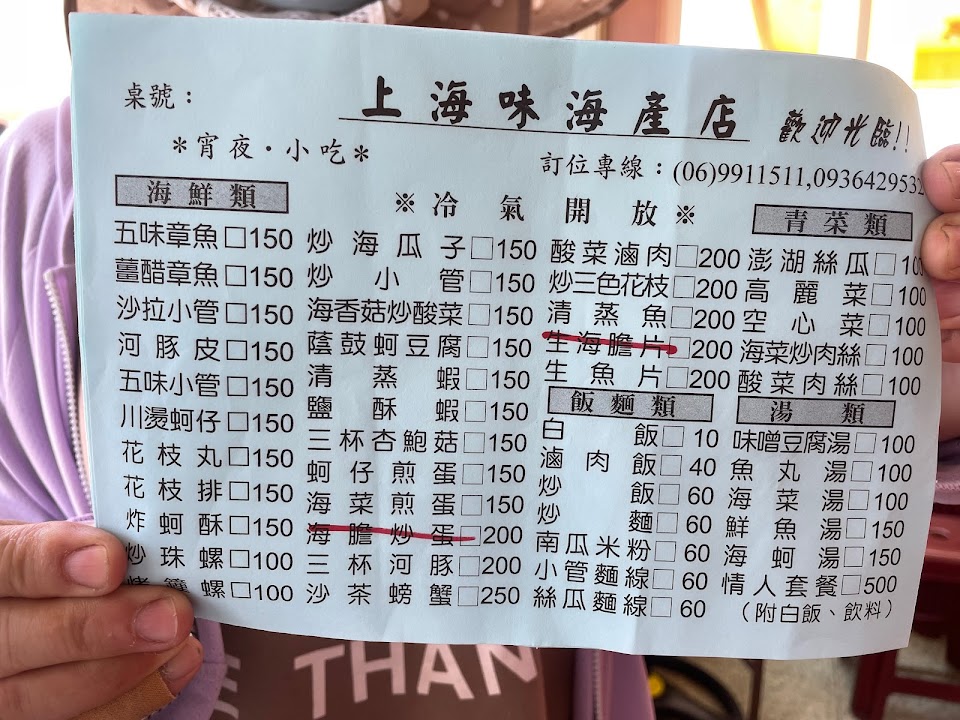 桌號：
上海味海產店 歡迎光臨!!
＊宵夜·小吃＊
訂位專線：(06)9911511,0936429532
※冷氣開放※
海鮮類
五味章魚□150
薑醋章魚□150
沙拉小管□150
河豚皮□150
五味小管□150
川燙蚵仔□150
花枝丸□150
花枝排□150
炸蚵酥□150
炒珠螺□100
螺□100
炒海瓜子□150
炒小管□150
海香菇炒酸菜□150
蔭鼓蚵豆腐□150
清蒸蝦□150
鹽酥蝦□150
三杯杏鮑菇□150
蚵仔煎蛋□150
海菜煎蛋□150
海膽炒蛋□200
三杯河豚□200
沙茶螃蟹□250
酸菜滷肉□200
炒三色花枝□200
清蒸魚□200
生海膽片□200
生魚片□200
飯麵類
白飯□10
滷肉飯□40
炒飯□60
炒麵□60
南瓜米粉□60
小管麵線□60
絲瓜麵線□60
青菜類
澎湖絲瓜□
高麗菜□100
空心菜□100
海菜炒肉絲□100
酸菜肉絲□100
湯類
味噌豆腐湯□100
魚丸湯□100
海菜湯□100
鮮魚湯□150
海蚵湯□150
情人套餐□500
（附白飯、飲料）
THAN